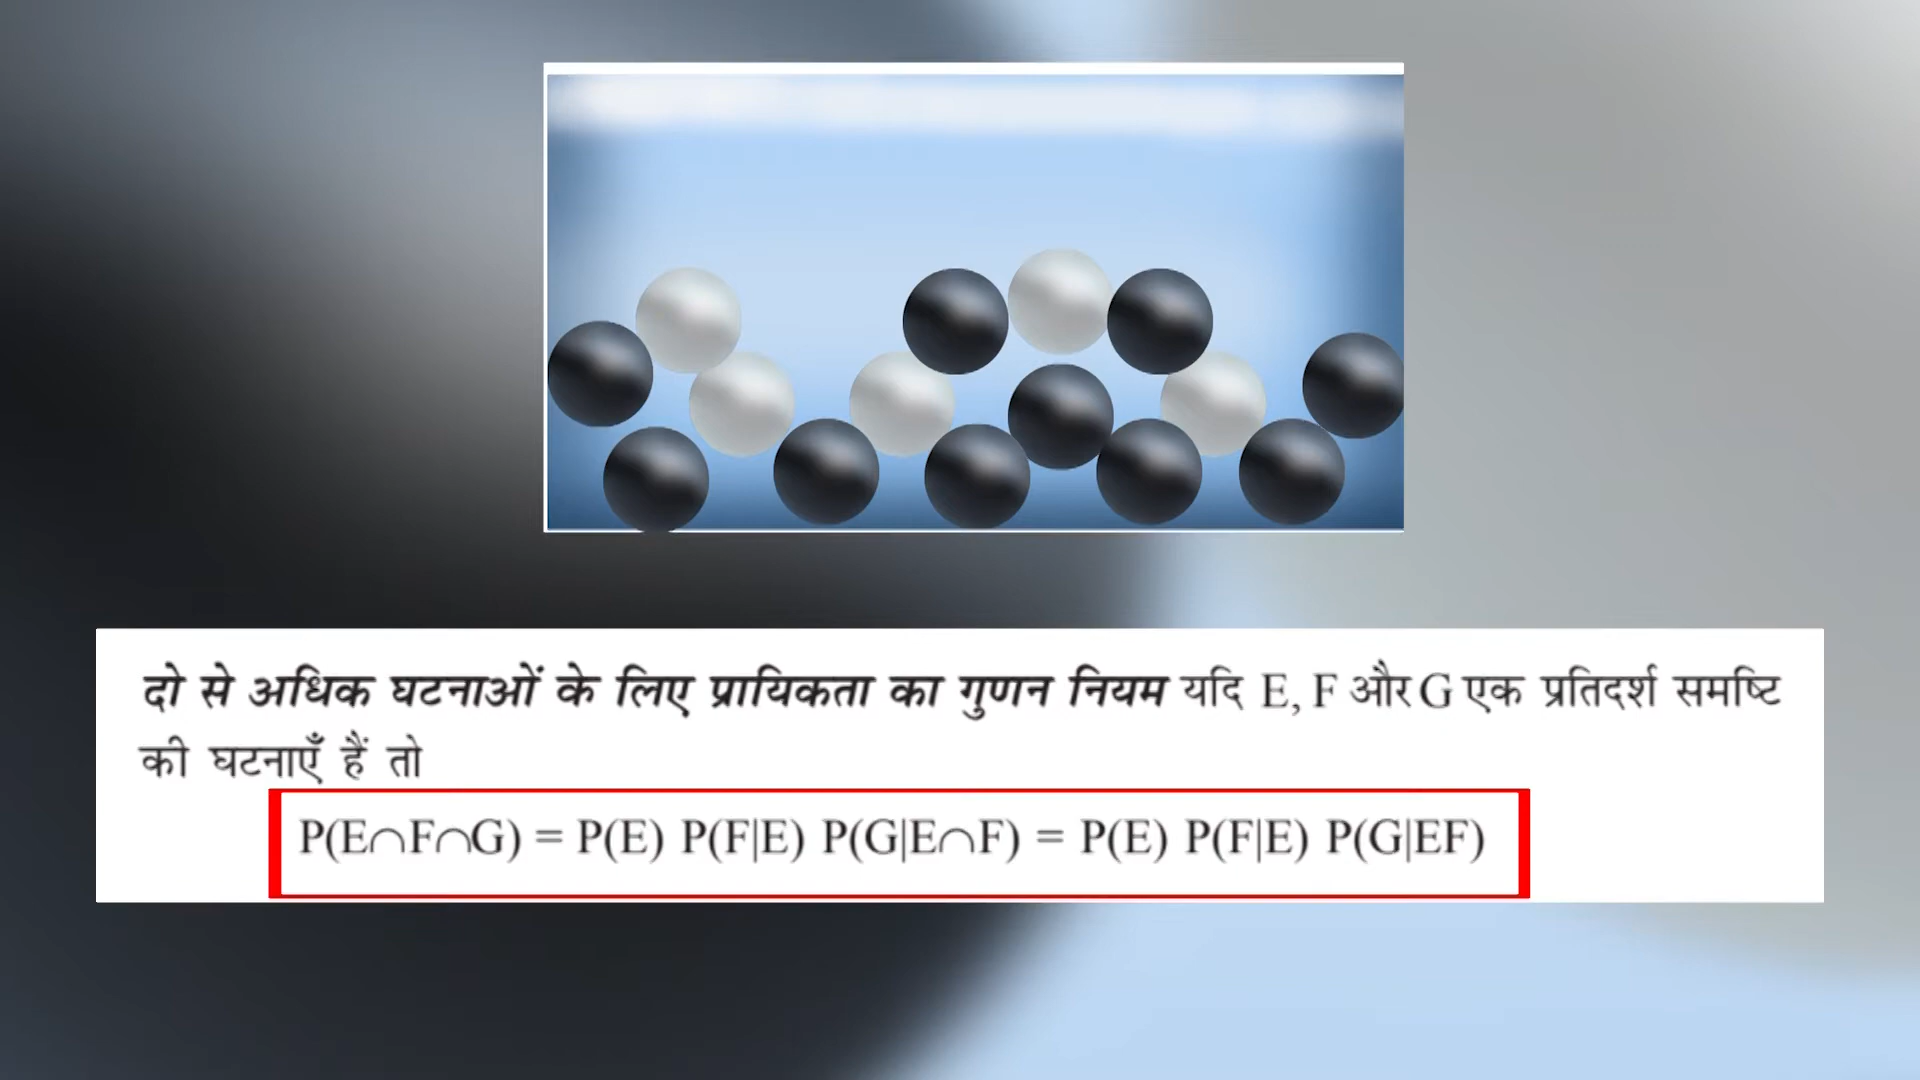 दो से अधिक घटनाओं के लिए प्रायिकता का गुणन नियम यदि E, F और G एक प्रतिदर्श समष्टि
की घटनाएँ हैं तो
P(E∩F∩G) = P(E) P(F|E) P(G|E∩F) = P(E) P(F|E) P(G|EF)